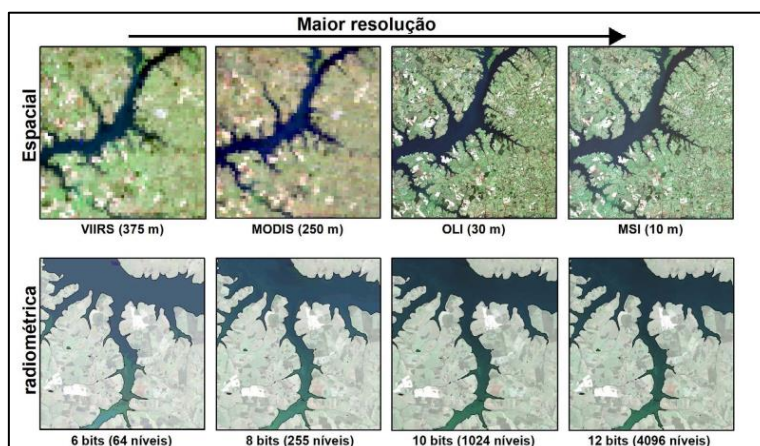 Maior resolução
Espacial
VIIRS (375 m)
MODIS (250 m)
OLI (30 m)
MSI (10 m)
radiométrica
6 bits (64 níveis)
8 bits (255 níveis)
10 bits (1024 níveis)
12 bits (4096 níveis)